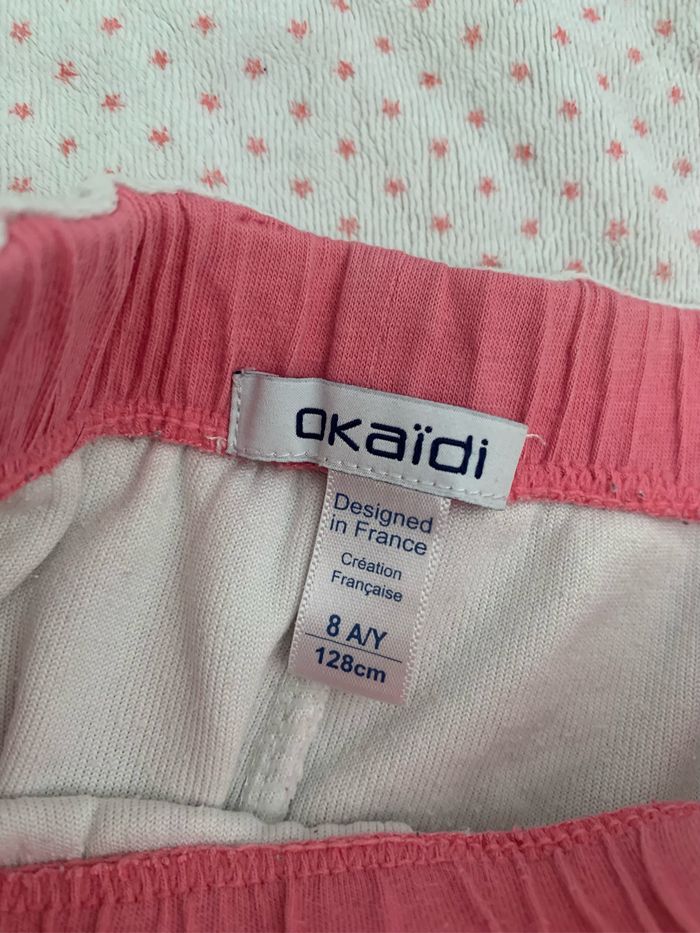 OKaïdi
Designed
in France
Création
Française
8 A/Y
128cm